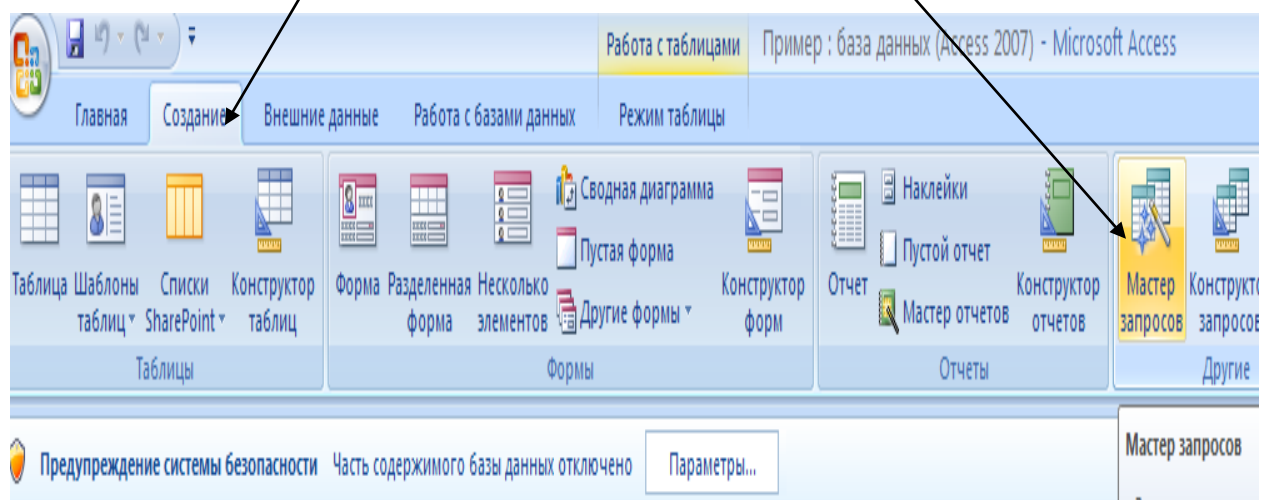 Работа с таблицами Пример : база данных (Access 2007) - Microsoft Access
Главная Создание Внешние данные Работа с базами данных Режим таблицы
Таблица
Шаблоны
таблиц
Списки
SharePoint
Конструктор
таблиц
Таблицы
Форма
Разделенная
форма
Несколько
элементов
Сводная диаграмма
Пустая форма
Другие формы
Конструктор
форм
Формы
Отчет
Наклейки
Пустой отчет
Мастер отчетов
Конструктор
отчетов
Отчеты
Мастер
запросов
Конструкто
запросов
Другие
Предупреждение системы безопасности Часть содержимого базы данных отключено Параметры...
Мастер запросов